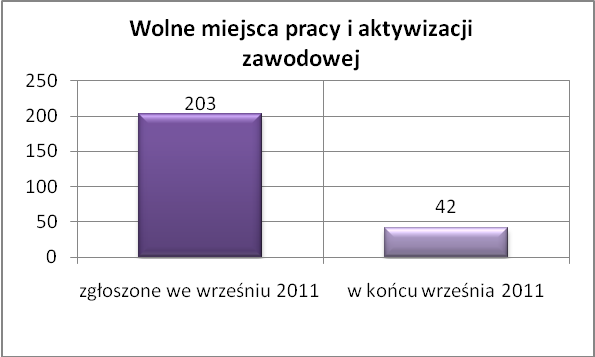 Wolne miejsca pracy i aktywizacji
zawodowej
250
200
150
100
50
0
203
42
zgłoszone we wrześniu 2011
w końcu września 2011